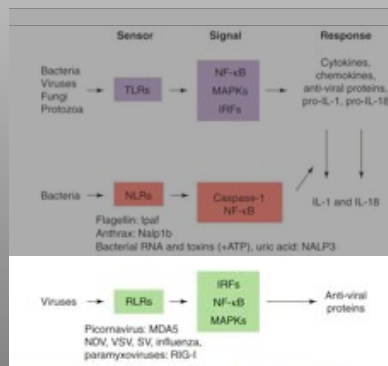 Sensor Signal Response
Bacteria
Viruses
Fungi
Protozoa
TLRs
NF-κB
MAPKs
IRFs
Cytokines,
chemokines,
anti-viral proteins,
pro-IL-1, pro-IL-18
Bacteria
NLRs
Caspase-1
NF-κB
IL-1 and IL-18
Flagellin: Ipaf
Anthrax: Nalp1b
Bacterial RNA and toxins (+ATP), uric acid: NALP3
Viruses
RLRs
IRFs
NF-κB
MAPKs
Anti-viral
proteins
Picornavirus: MDA5
NDV, VSV, SV, influenza,
paramyxoviruses: RIG-I